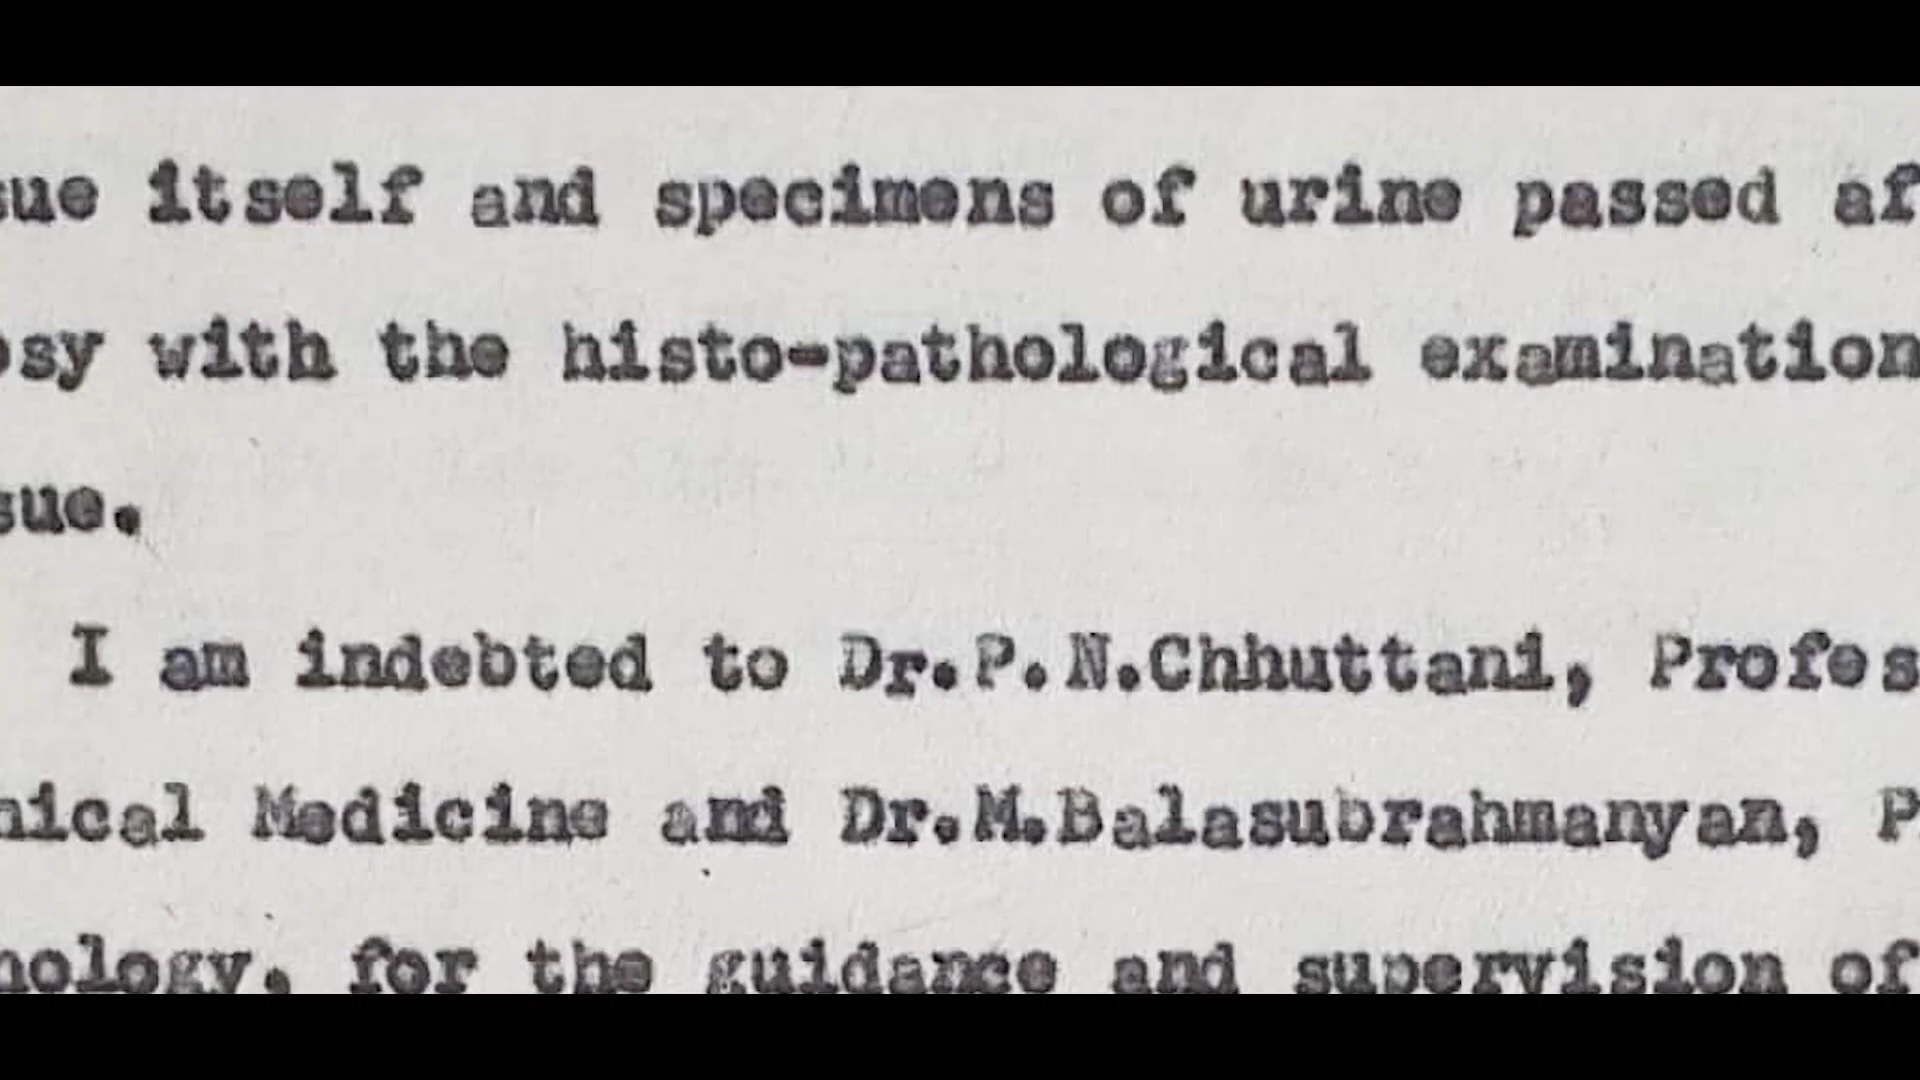 sue itself and specimens of urine passed af
osy with the histo-pathological examination
sue.
I am indebted to Dr.P.N.Chhuttani, Profes
nical Medicine and Dr.M.Balasubrahmanyan, P
hology, for the guidance and supervision of